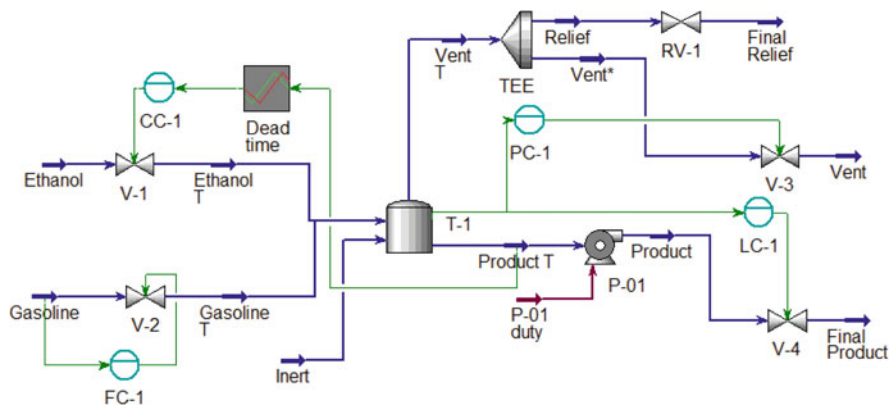 Relief
RV-1
Final
Relief
Vent
T
TEE
Vent*
CC-1
Dead
time
PC-1
Ethanol
V-1
Ethanol
T
V-3
Vent
T-1
LC-1
Product T
P-01
Product
Gasoline
V-2
Gasoline
T
P-01
duty
V-4
Final
Product
Inert
FC-1